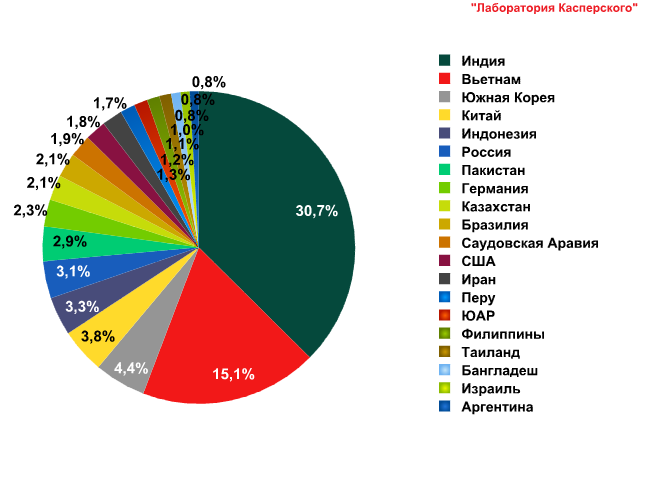 "Лаборатория Касперского"
0,8%
0,8%
0,8%
1,0%
1,1%
1,2%
1,3%
1,7%
1,8%
1,9%
2,1%
2,1%
2,3%
2,9%
3,1%
3,3%
3,8%
4,4%
15,1%
30,7%
Индия
Вьетнам
Южная Корея
Китай
Индонезия
Россия
Пакистан
Германия
Казахстан
Бразилия
Саудовская Аравия
США
Иран
Перу
ЮАР
Филиппины
Таиланд
Бангладеш
Израиль
Аргентина